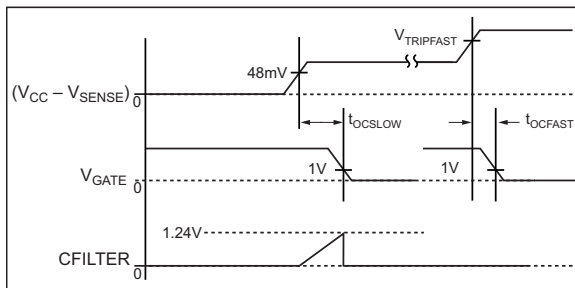 V_TRIPFAST
48mV
(V_CC – V_SENSE)
0
t_OCSLOW
t_OCFAST
1V
1V
V_GATE
0
1.24V
CFILTER
0